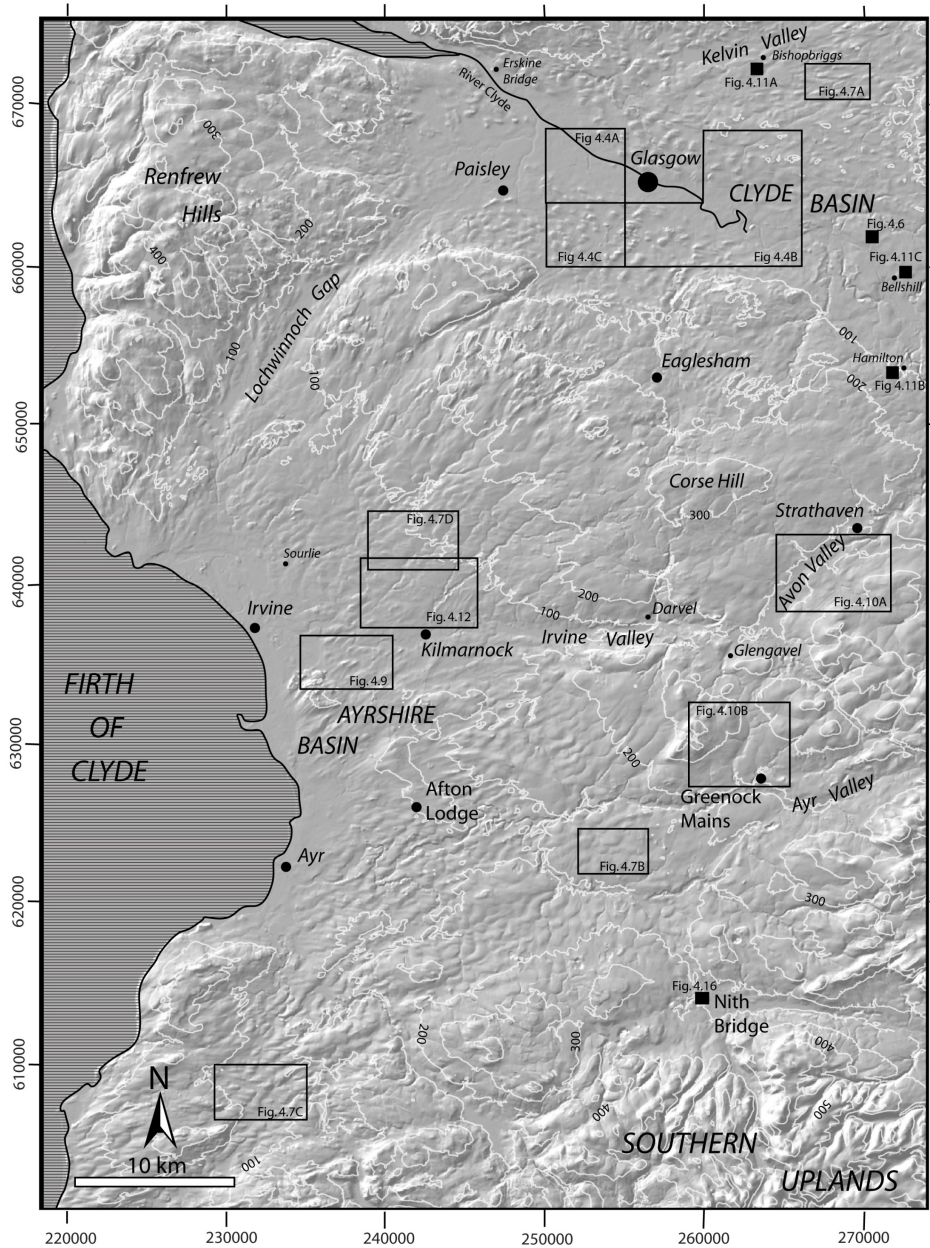 Kelvin Valley
Bishopbriggs
Fig. 4.11A
Fig. 4.7A
Erskine
Bridge
River Clyde
670000
300
Fig 4.4A
Renfrew
Hills
Paisley
Glasgow
CLYDE BASIN
Fig. 4.6
200
400
Fig 4.4C
Fig 4.4B
Fig. 4.11C
Bellshill
660000
Lochwinnoch Gap
100
100
100
Hamilton
200
Fig 4.11B
Eaglesham
650000
Corse Hill
300
Strathaven
Fig. 4.7D
Sourlie
Avon Valley
Fig. 4.10A
640000
200
100
Darvel
Irvine
Fig. 4.12
Irvine Valley
Kilmarnock
Glengavel
Fig. 4.9
FIRTH
OF
CLYDE
AYRSHIRE
BASIN
Fig. 4.10B
200
630000
Afton
Lodge
Greenock
Mains
Ayr Valley
Ayr
Fig. 4.7B
300
620000
Fig. 4.16
Nith
Bridge
200
300
400
610000
N
Fig. 4.7C
400
500
10 km
100
SOUTHERN
UPLANDS
220000 230000 240000 250000 260000 270000